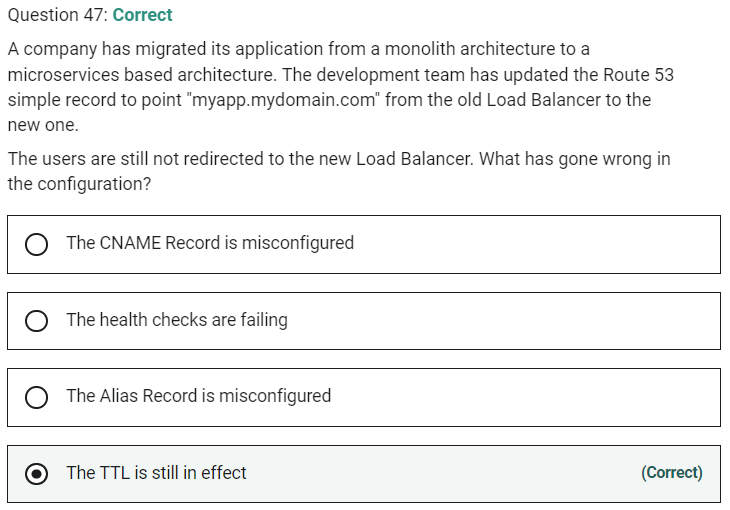 Question 47: Correct
A company has migrated its application from a monolith architecture to a
microservices based architecture. The development team has updated the Route 53
simple record to point "myapp.mydomain.com" from the old Load Balancer to the
new one.
The users are still not redirected to the new Load Balancer. What has gone wrong in
the configuration?
The CNAME Record is misconfigured
The health checks are failing
The Alias Record is misconfigured
The TTL is still in effect (Correct)